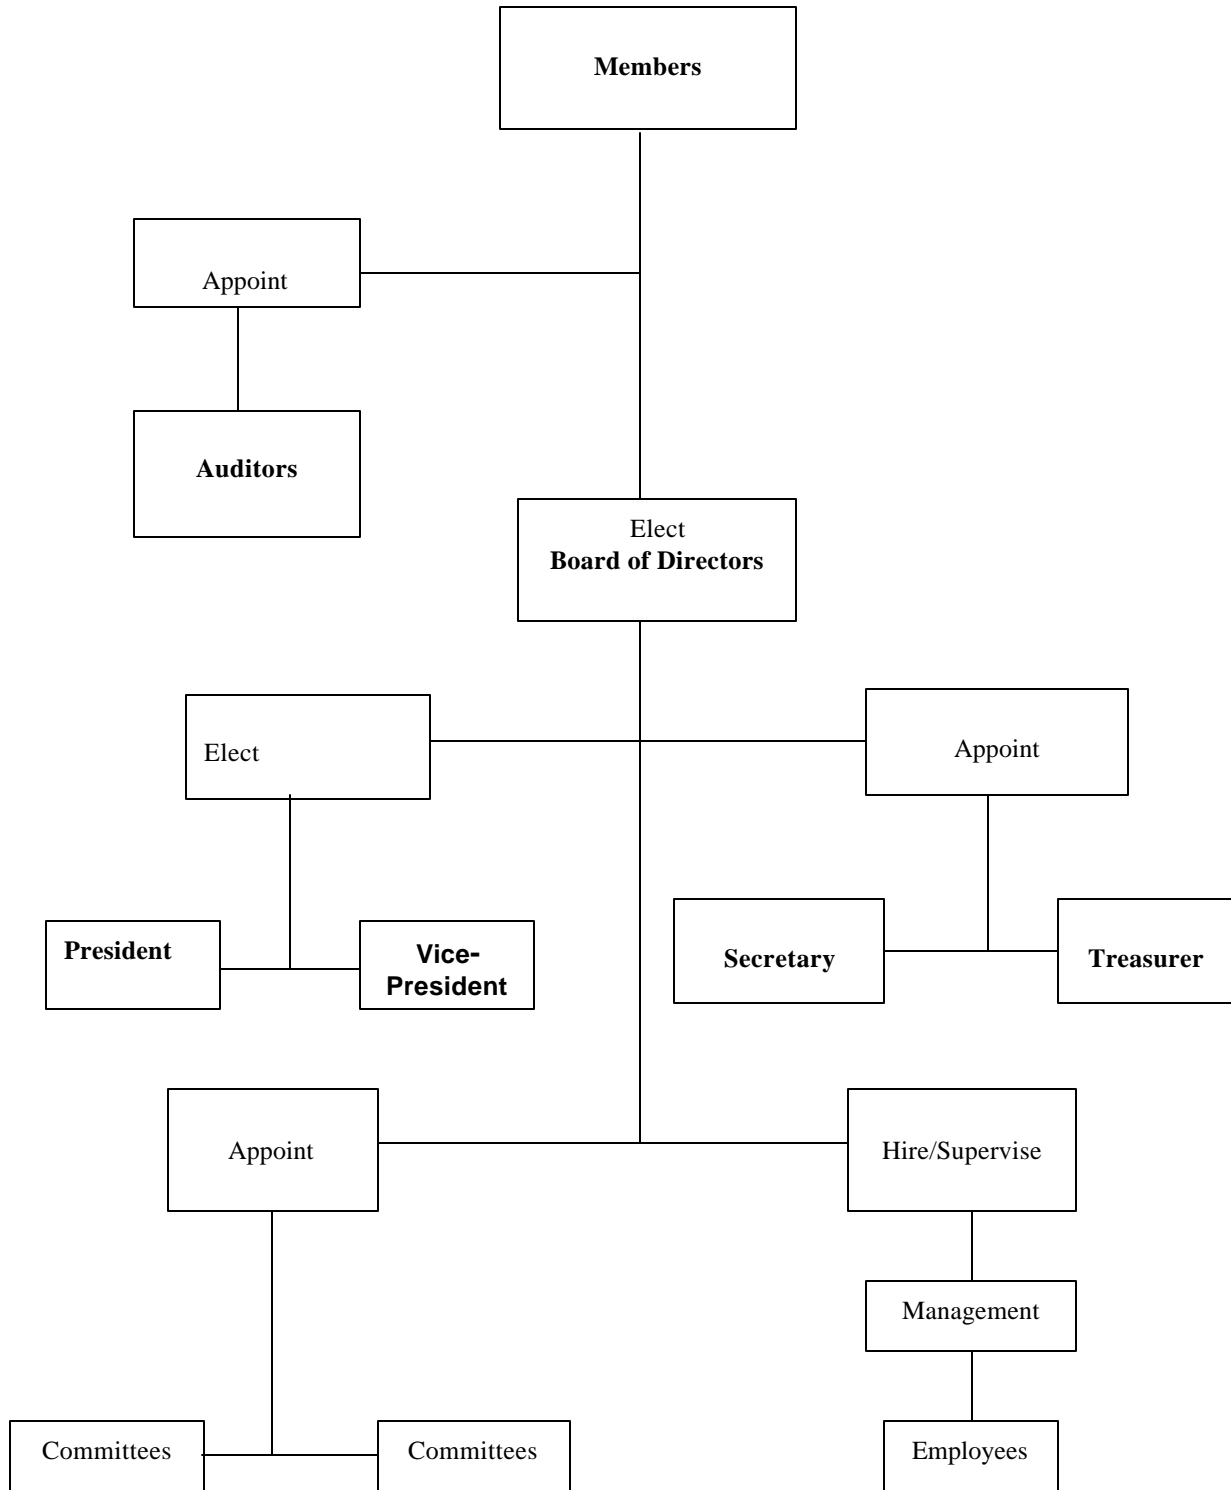 Members
Appoint
Auditors
Elect
Board of Directors
Elect
Appoint
President
Vice-
President
Secretary
Treasurer
Appoint
Hire/Supervise
Management
Committees
Committees
Employees